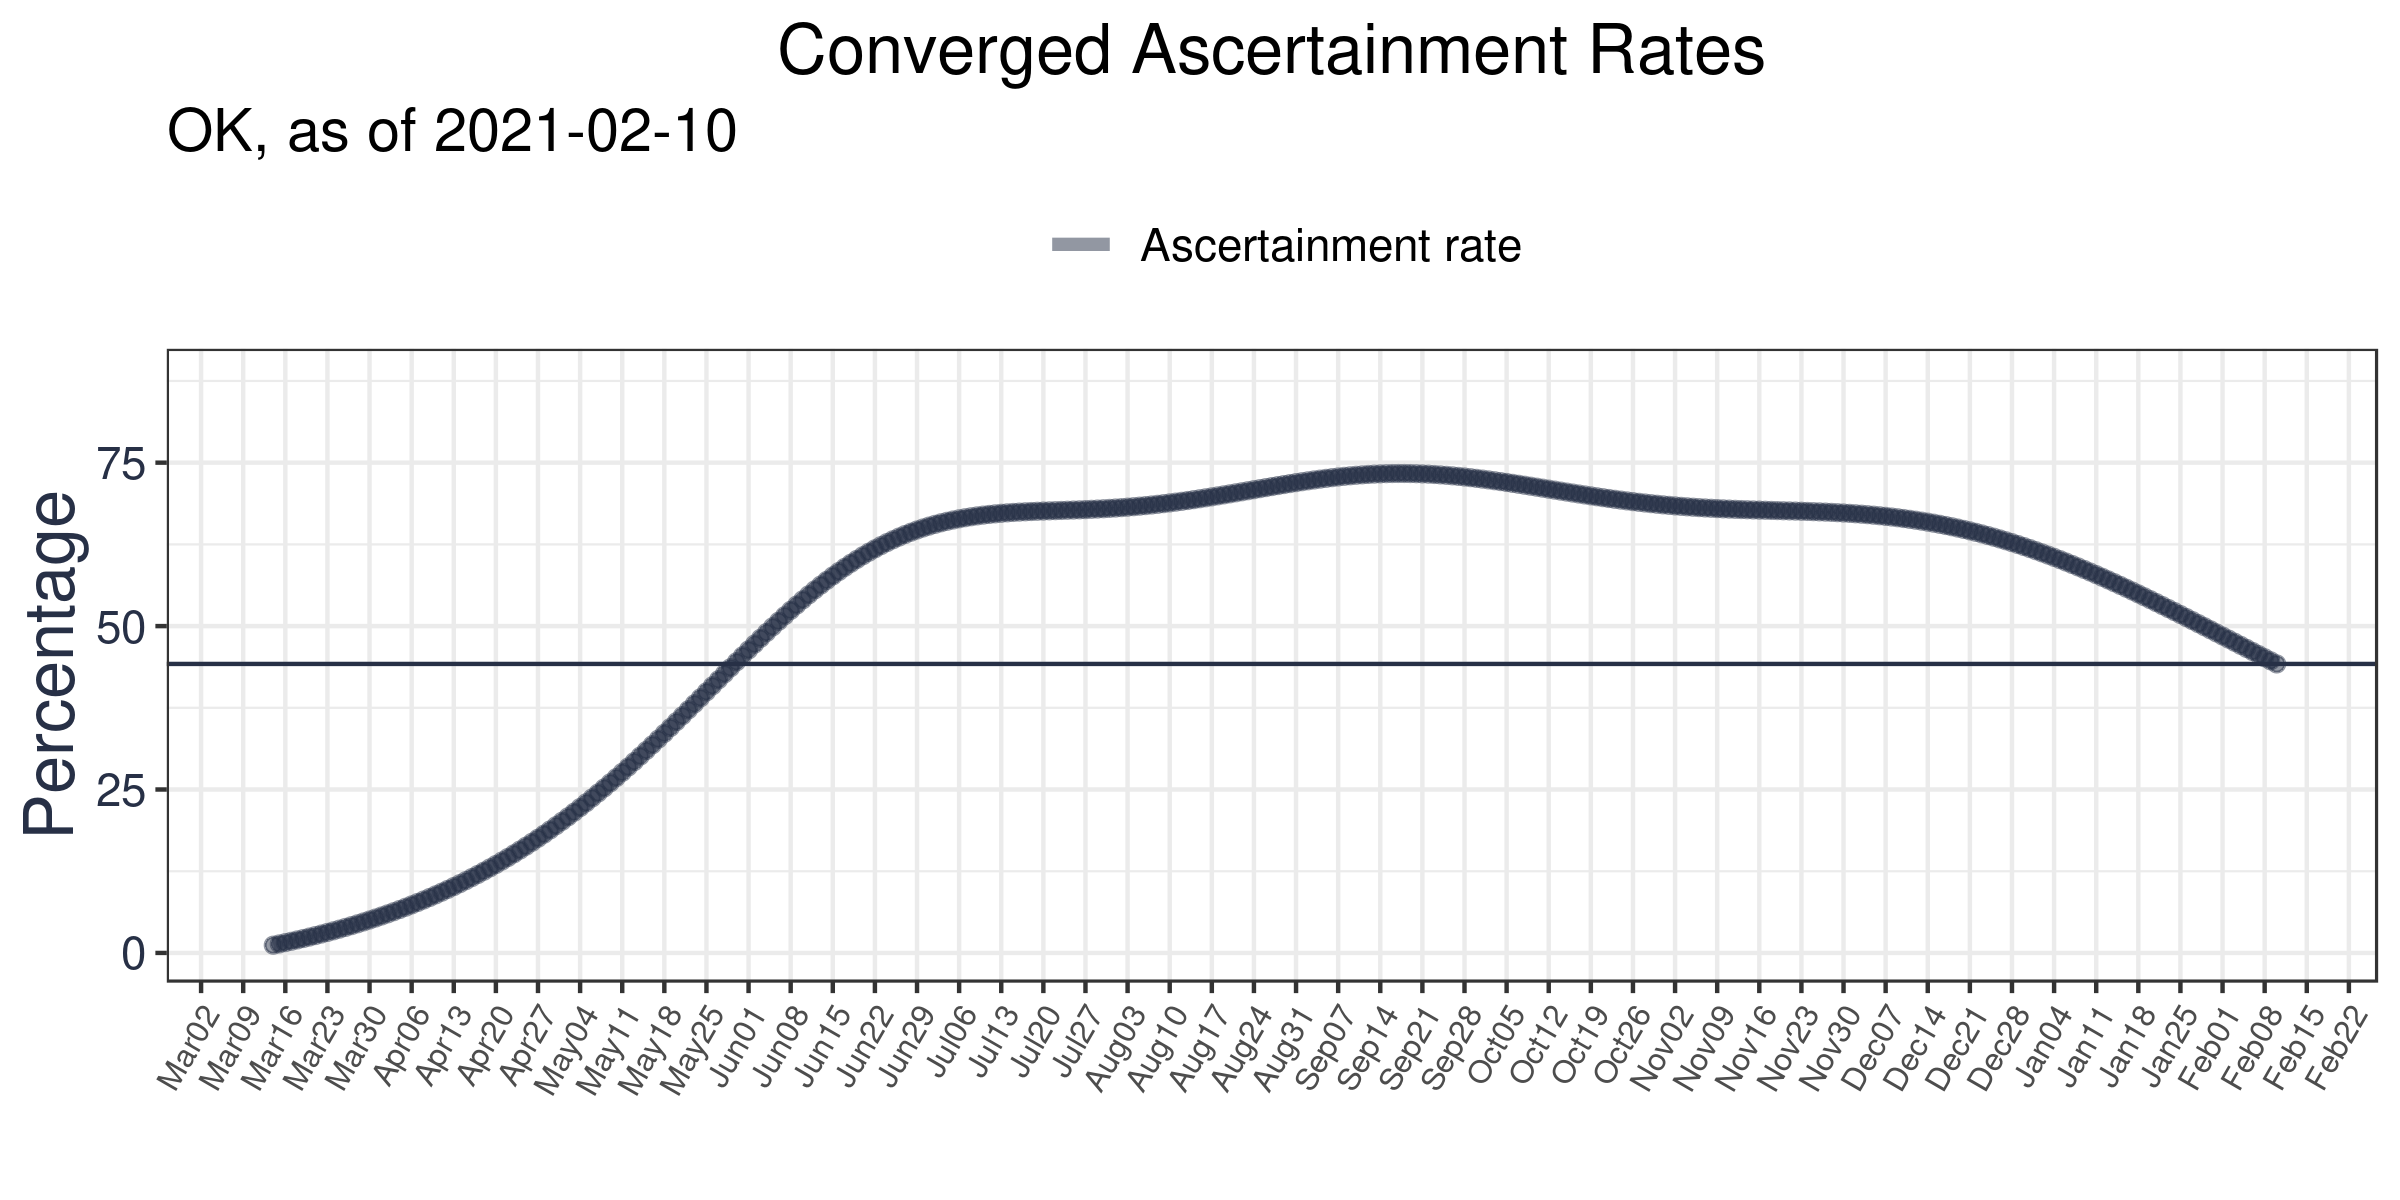 Converged Ascertainment Rates
OK, as of 2021-02-10
Ascertainment rate
Percentage
75
50
25
0
Mar02
Mar09
Mar16
Mar23
Mar30
Apr06
Apr13
Apr20
Apr27
May04
May11
May18
May25
Jun01
Jun08
Jun15
Jun22
Jun29
Jul06
Jul13
Jul20
Jul27
Aug03
Aug10
Aug17
Aug24
Aug31
Sep07
Sep14
Sep21
Sep28
Oct05
Oct12
Oct19
Oct26
Nov02
Nov09
Nov16
Nov23
Nov30
Dec07
Dec14
Dec21
Dec28
Jan04
Jan11
Jan18
Jan25
Feb01
Feb08
Feb15
Feb22